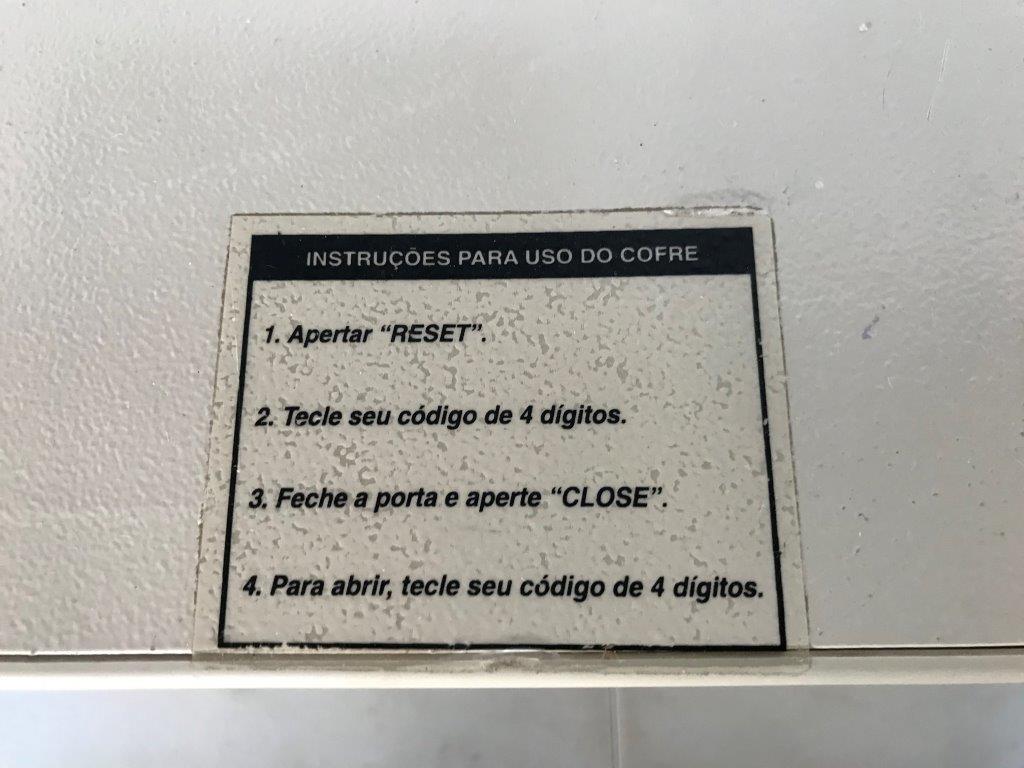 INSTRUÇÕES PARA USO DO COFRE
1. Apertar “RESET”.
2. Tecle seu código de 4 dígitos.
3. Feche a porta e aperte “CLOSE”.
4. Para abrir, tecle seu código de 4 dígitos.